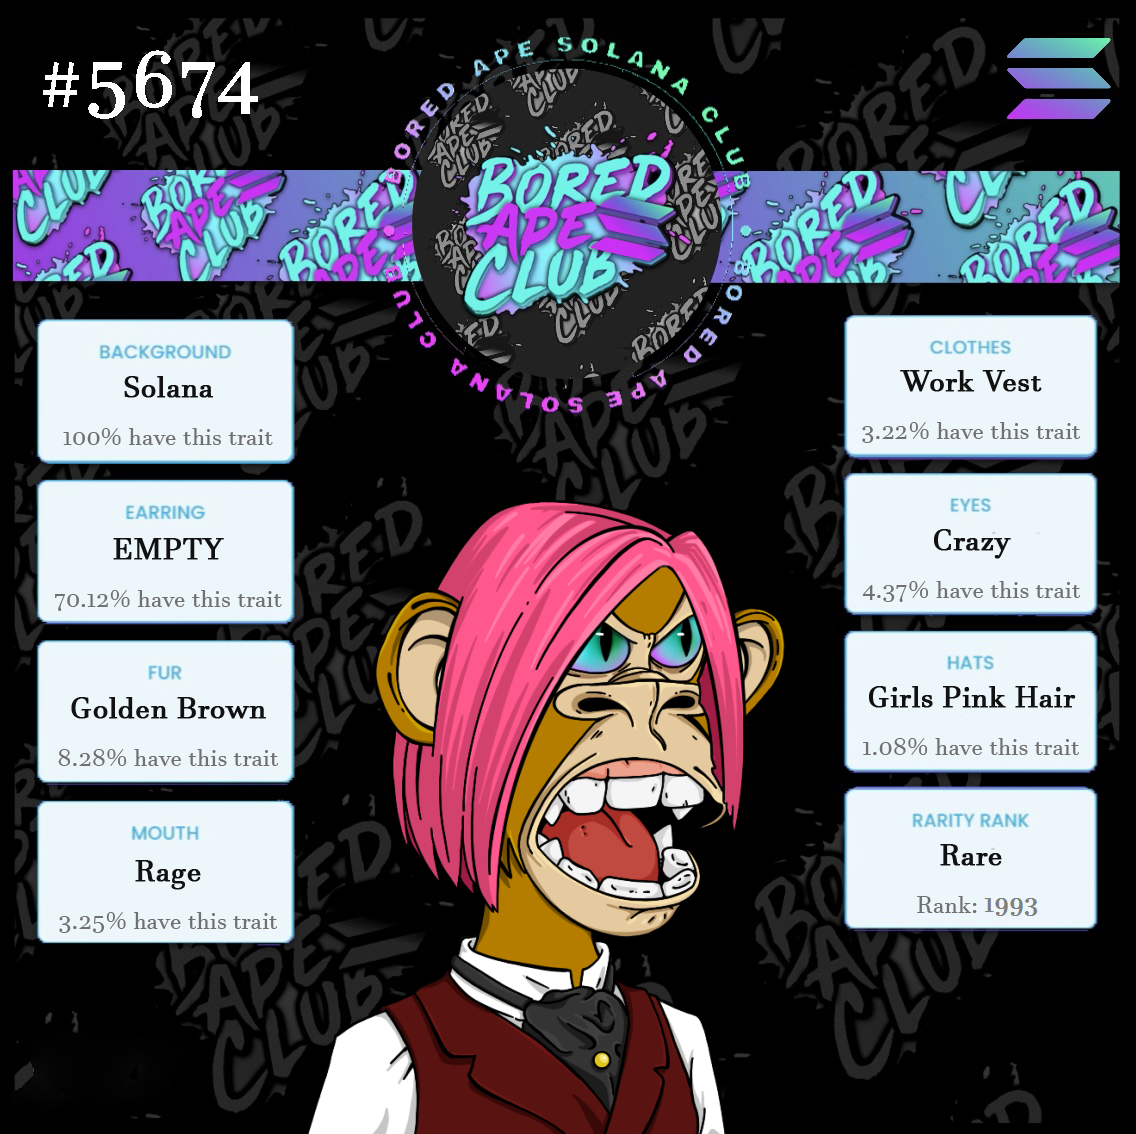 #5674
BORED APE SOLANA CLUB
BORED
APE
CLUB
BORED APE SOLANA CLUB
BACKGROUND
Solana
100% have this trait
EARRING
EMPTY
70.12% have this trait
FUR
Golden Brown
8.28% have this trait
MOUTH
Rage
3.25% have this trait
CLOTHES
Work Vest
3.22% have this trait
EYES
Crazy
4.37% have this trait
HATS
Girls Pink Hair
1.08% have this trait
RARITY RANK
Rare
Rank: 1993